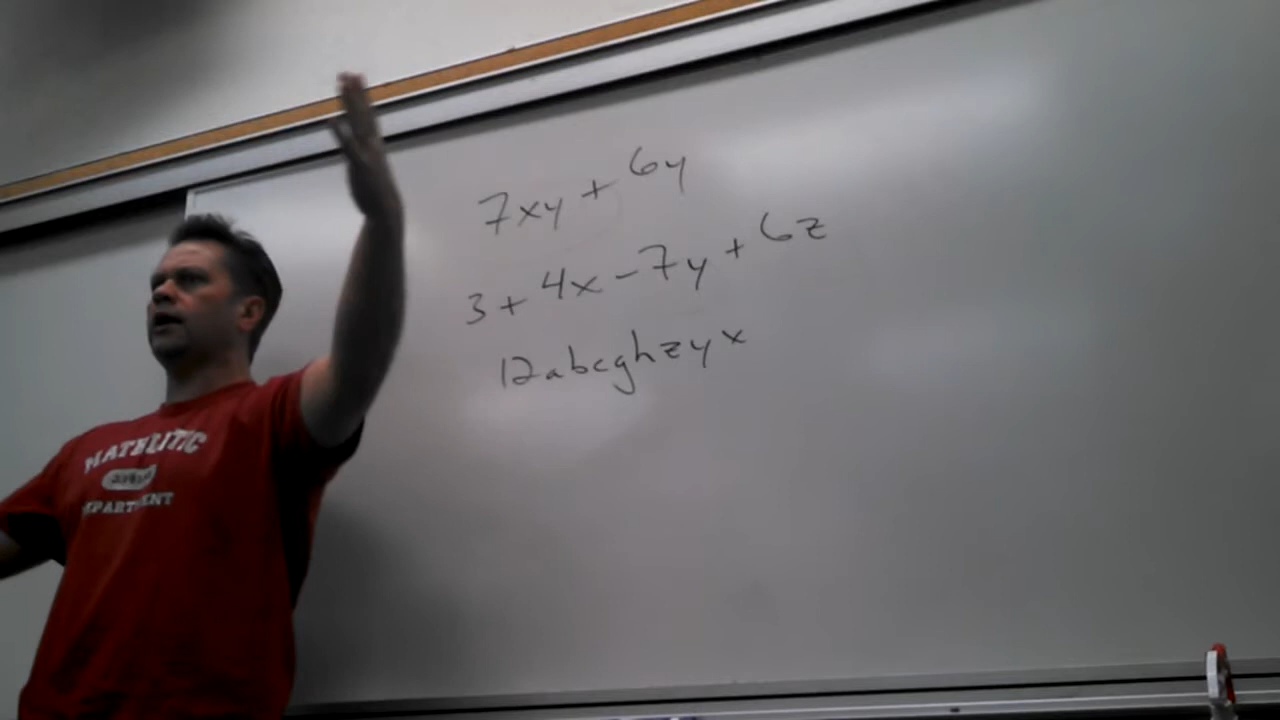 7xy + 6y
3 + 4x - 7y + 6z
12abcghzyx